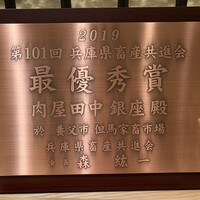 2019
第101回 兵庫県畜産共進会
最優秀賞
肉屋田中 銀座殿
於 養父市 但馬家畜市場
兵庫県畜産共進会
会長 森 紘一